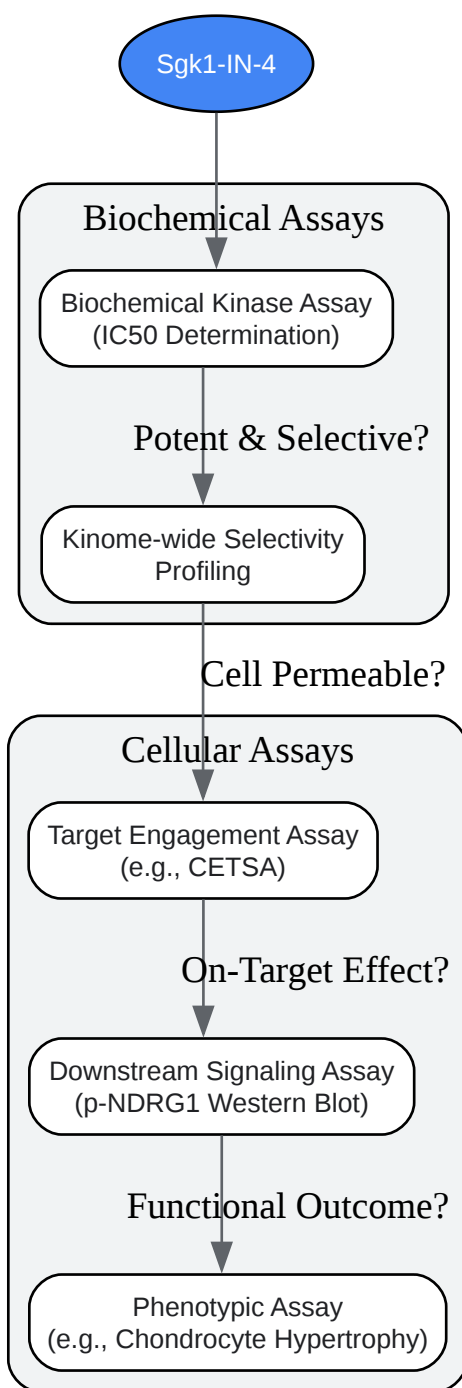 Sgk1-IN-4
Biochemical Assays
Biochemical Kinase Assay
(IC50 Determination)
Potent & Selective?
Kinome-wide Selectivity
Profiling
Cell Permeable?
Cellular Assays
Target Engagement Assay
(e.g., CETSA)
On-Target Effect?
Downstream Signaling Assay
(p-NDRG1 Western Blot)
Functional Outcome?
Phenotypic Assay
(e.g., Chondrocyte Hypertrophy)